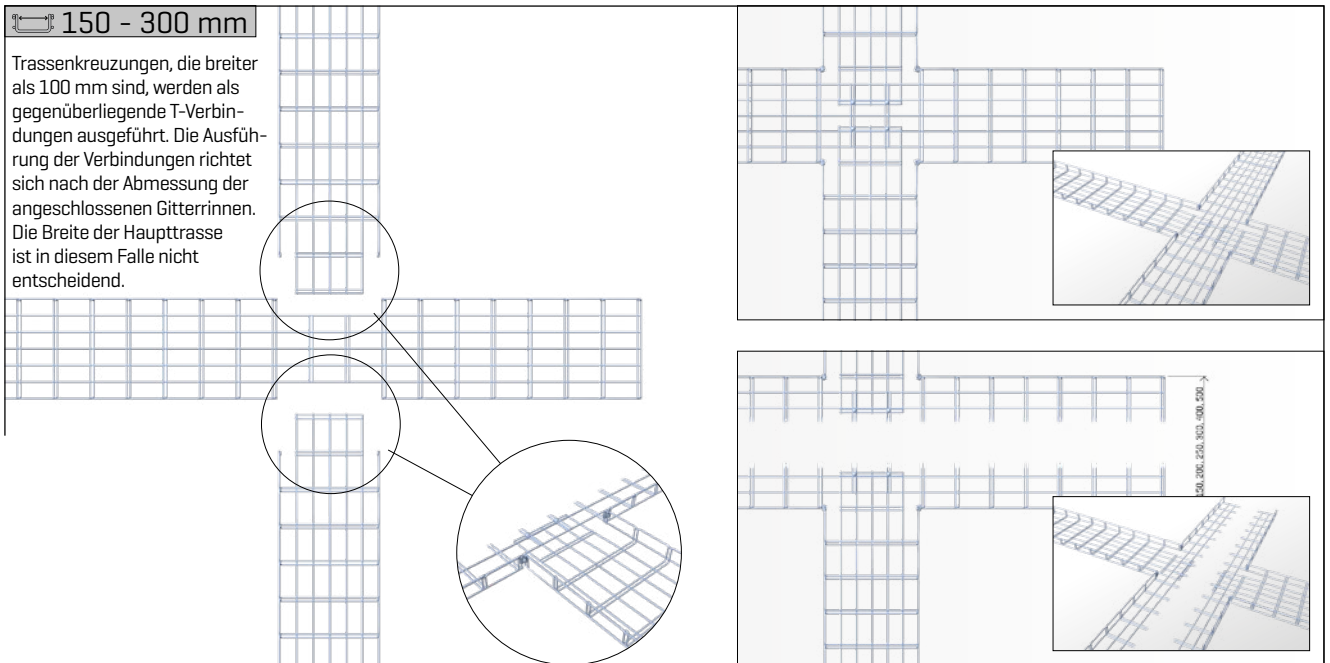 150 - 300 mm
Trassenkreuzungen, die breiter
als 100 mm sind, werden als
gegenüberliegende T-Verbin-
dungen ausgeführt. Die Ausfüh-
rung der Verbindungen richtet
sich nach der Abmessung der
angeschlossenen Gitterrinnen.
Die Breite der Haupttrasse
ist in diesem Falle nicht
entscheidend.
150, 200, 250, 300, 400, 500